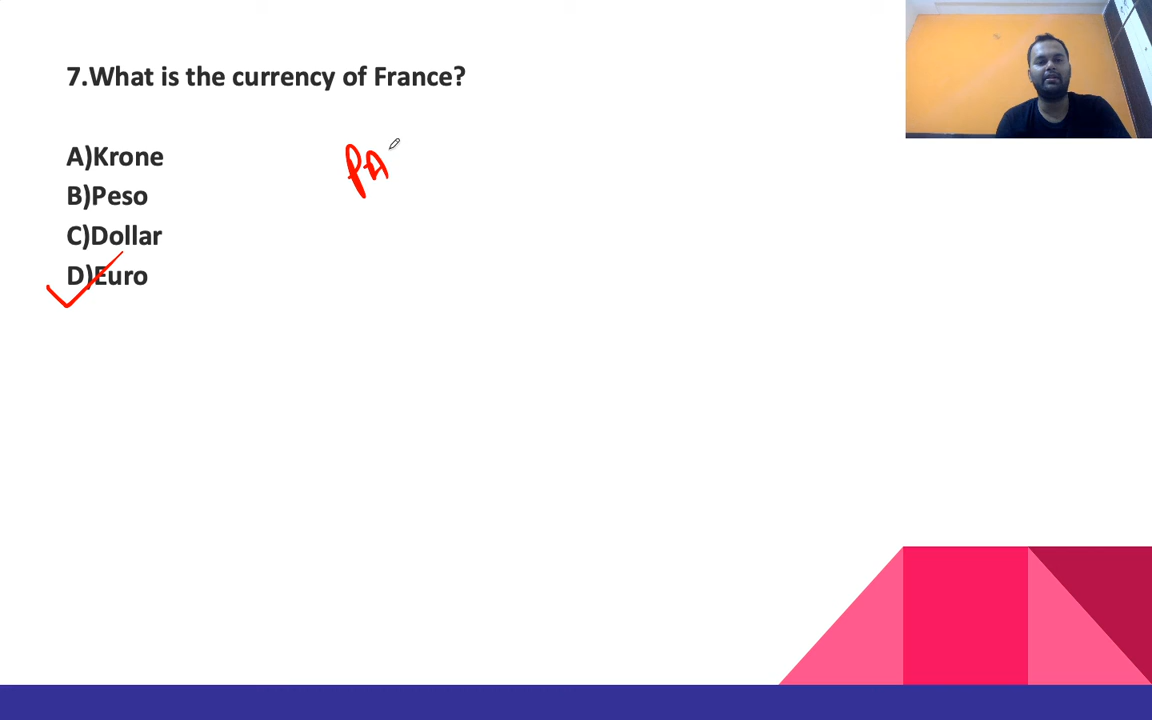 7.What is the currency of France?
A)Krone
PA
B)Peso
C)Dollar
D)Euro